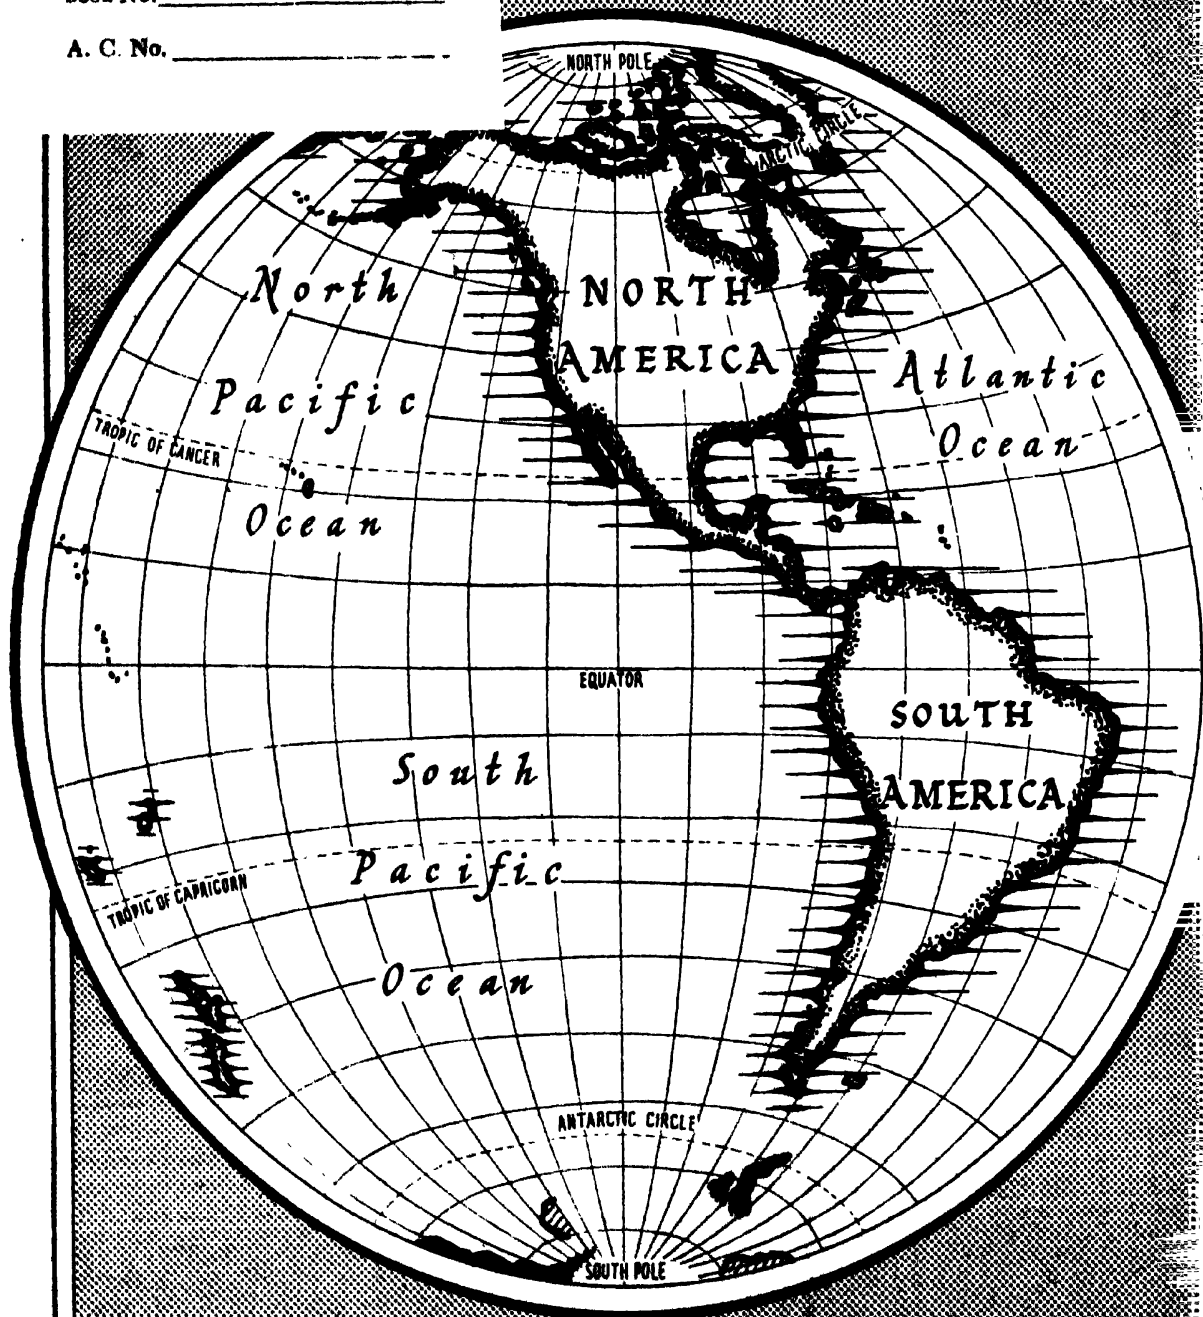 A. C. No.
NORTH POLE
ARCTIC CIRCLE
North
NORTH
AMERICA
Atlantic
Pacific
Ocean
TROPIC OF CANCER
Ocean
EQUATOR
SOUTH
South
AMERICA
Pacific
TROPIC OF CAPRICORN
Ocean
ANTARCTIC CIRCLE
SOUTH POLE